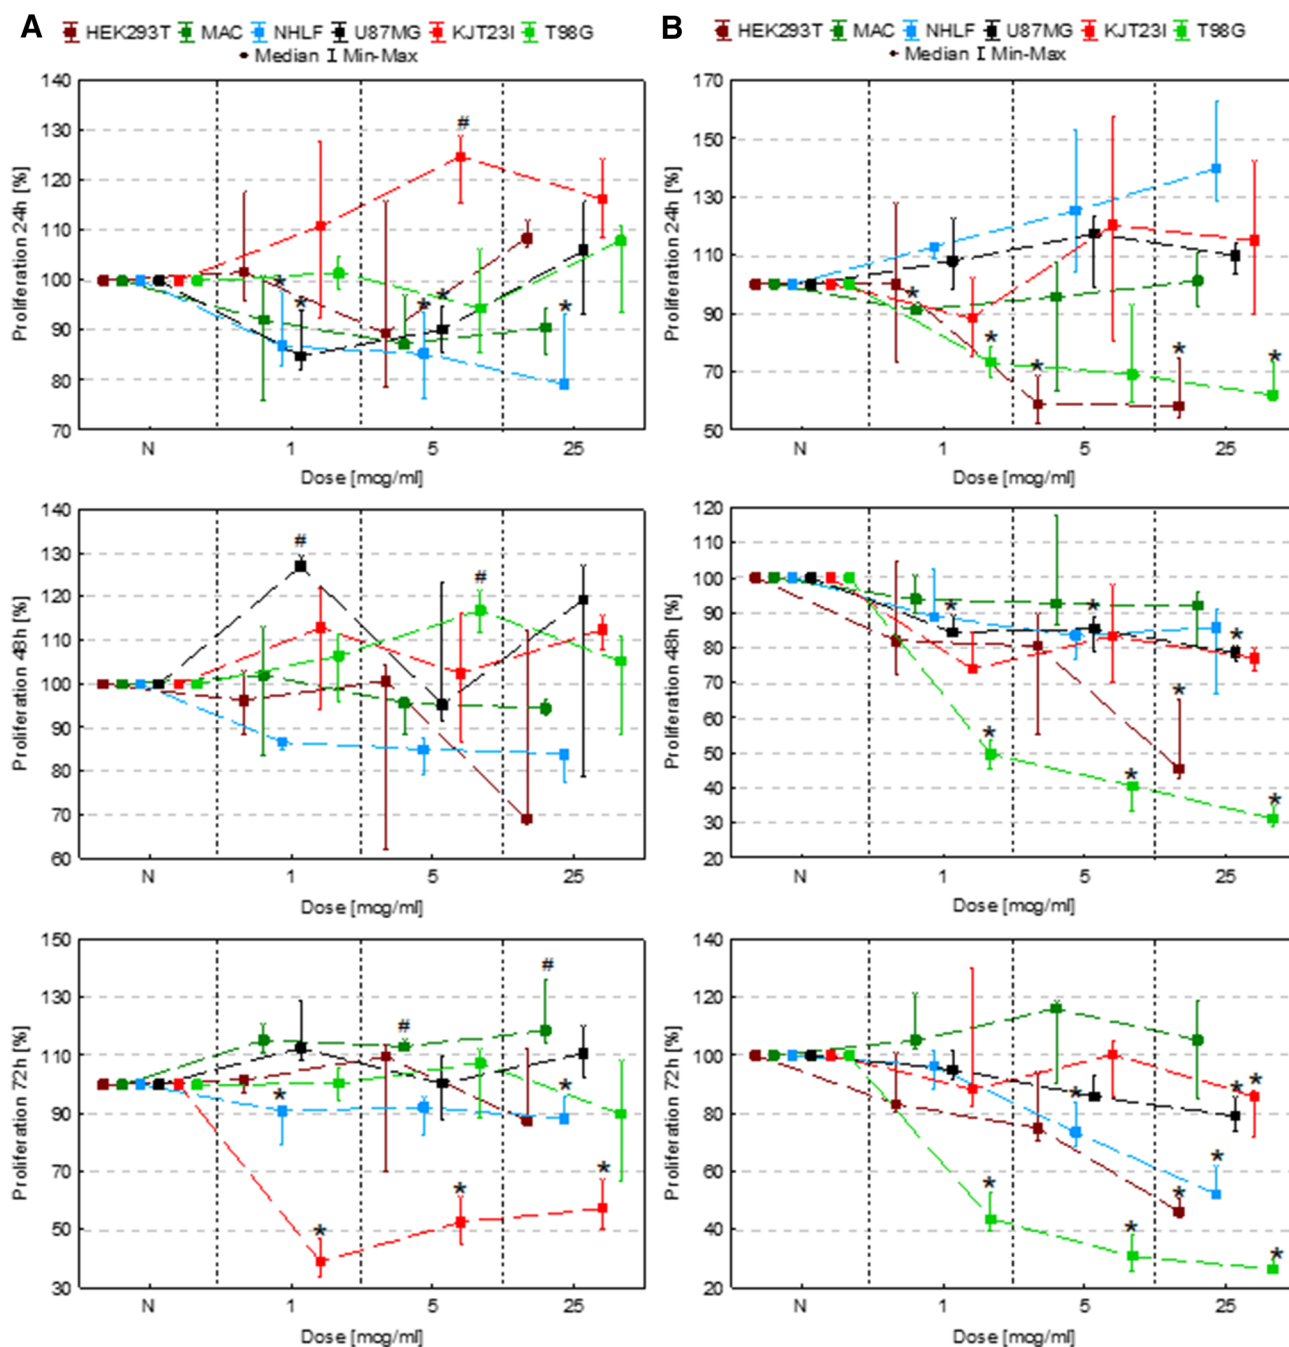 A
HEK293T MAC NHLF U87MG KJT23I T98G
Median Min-Max
140
130
120
110
100
90
80
70
Proliferation 24h [%]
#
* * * * *
N 1 5 25
Dose [mcg/ml]
140
130
120
110
100
90
80
70
60
Proliferation 48h [%]
# #
N 1 5 25
Dose [mcg/ml]
150
130
110
90
70
50
30
Proliferation 72h [%]
# #
* * * * *
N 1 5 25
Dose [mcg/ml]
B
HEK293T MAC NHLF U87MG KJT23I T98G
Median Min-Max
170
150
130
110
90
70
50
Proliferation 24h [%]
* * * * *
N 1 5 25
Dose [mcg/ml]
120
110
100
90
80
70
60
50
40
30
20
Proliferation 48h [%]
* * * * * * *
N 1 5 25
Dose [mcg/ml]
140
120
100
80
60
40
20
Proliferation 72h [%]
* * * * * * * *
N 1 5 25
Dose [mcg/ml]